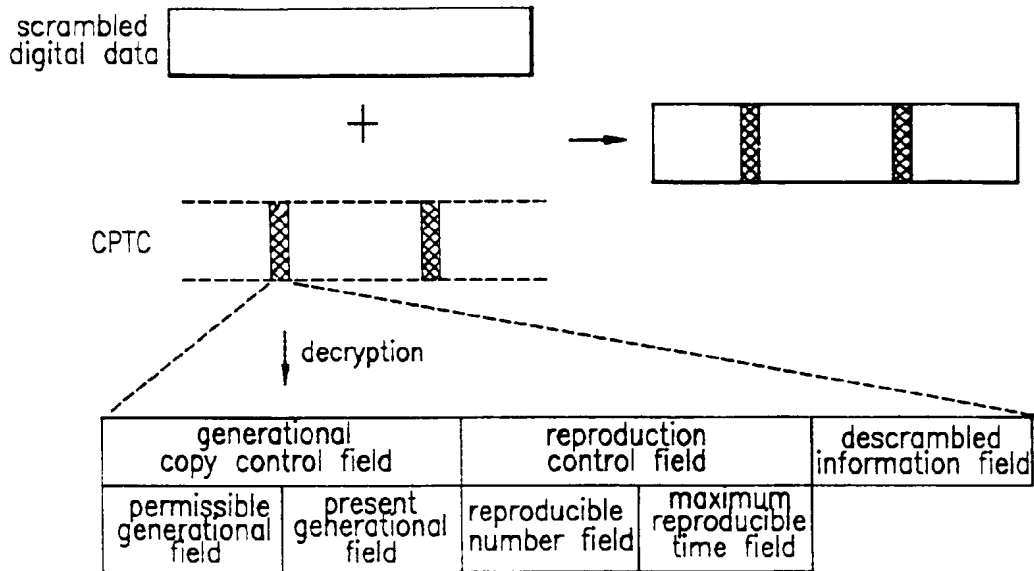 scrambled
digital data
CPTC
decryption
generational
copy control field
reproduction
control field
descrambled
information field
permissible
generational
field
present
generational
field
reproducible
number field
maximum
reproducible
time field